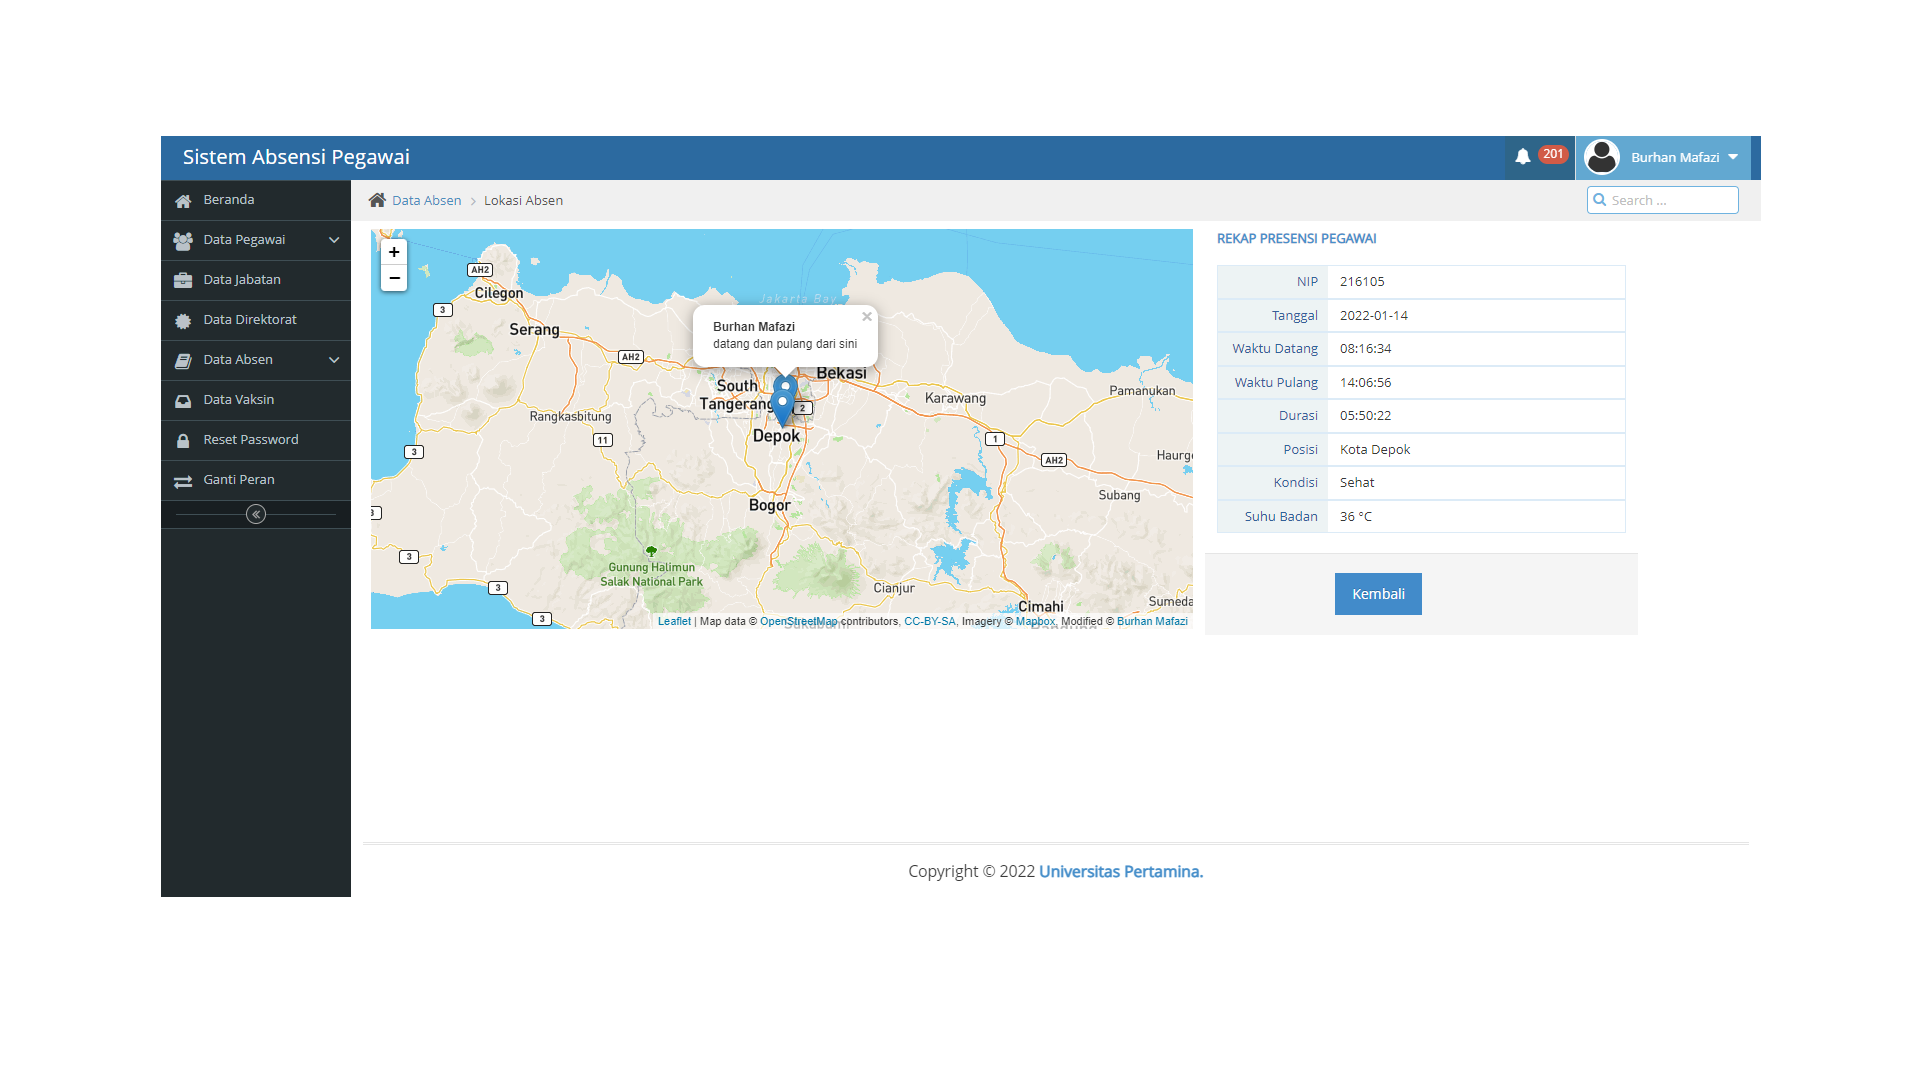 Sistem Absensi Pegawai
201
Burhan Mafazi
Beranda
Data Pegawai
Data Jabatan
Data Direktorat
Data Absen
Data Vaksin
Reset Password
Ganti Peran
Data Absen > Lokasi Absen
Search ...
+
−
Jakarta Bay
AH2
Cilegon
3
Serang
AH2
Burhan Mafazi
datang dan pulang dari sini
×
Bekasi
South
Tangerang
2
Karawang
Pamanukan
Rangkasbitung
11
Depok
1
3
AH2
Haurge
Subang
Bogor
3
3
Gunung Halimun
Salak National Park
3
Cianjur
Cimahi
Sumeda
3
Leaflet | Map data © OpenStreetMap contributors, CC-BY-SA, Imagery © Mapbox, Modified © Burhan Mafazi
REKAP PRESENSI PEGAWAI
NIP 216105
Tanggal 2022-01-14
Waktu Datang 08:16:34
Waktu Pulang 14:06:56
Durasi 05:50:22
Posisi Kota Depok
Kondisi Sehat
Suhu Badan 36 °C
Kembali
Copyright © 2022 Universitas Pertamina.